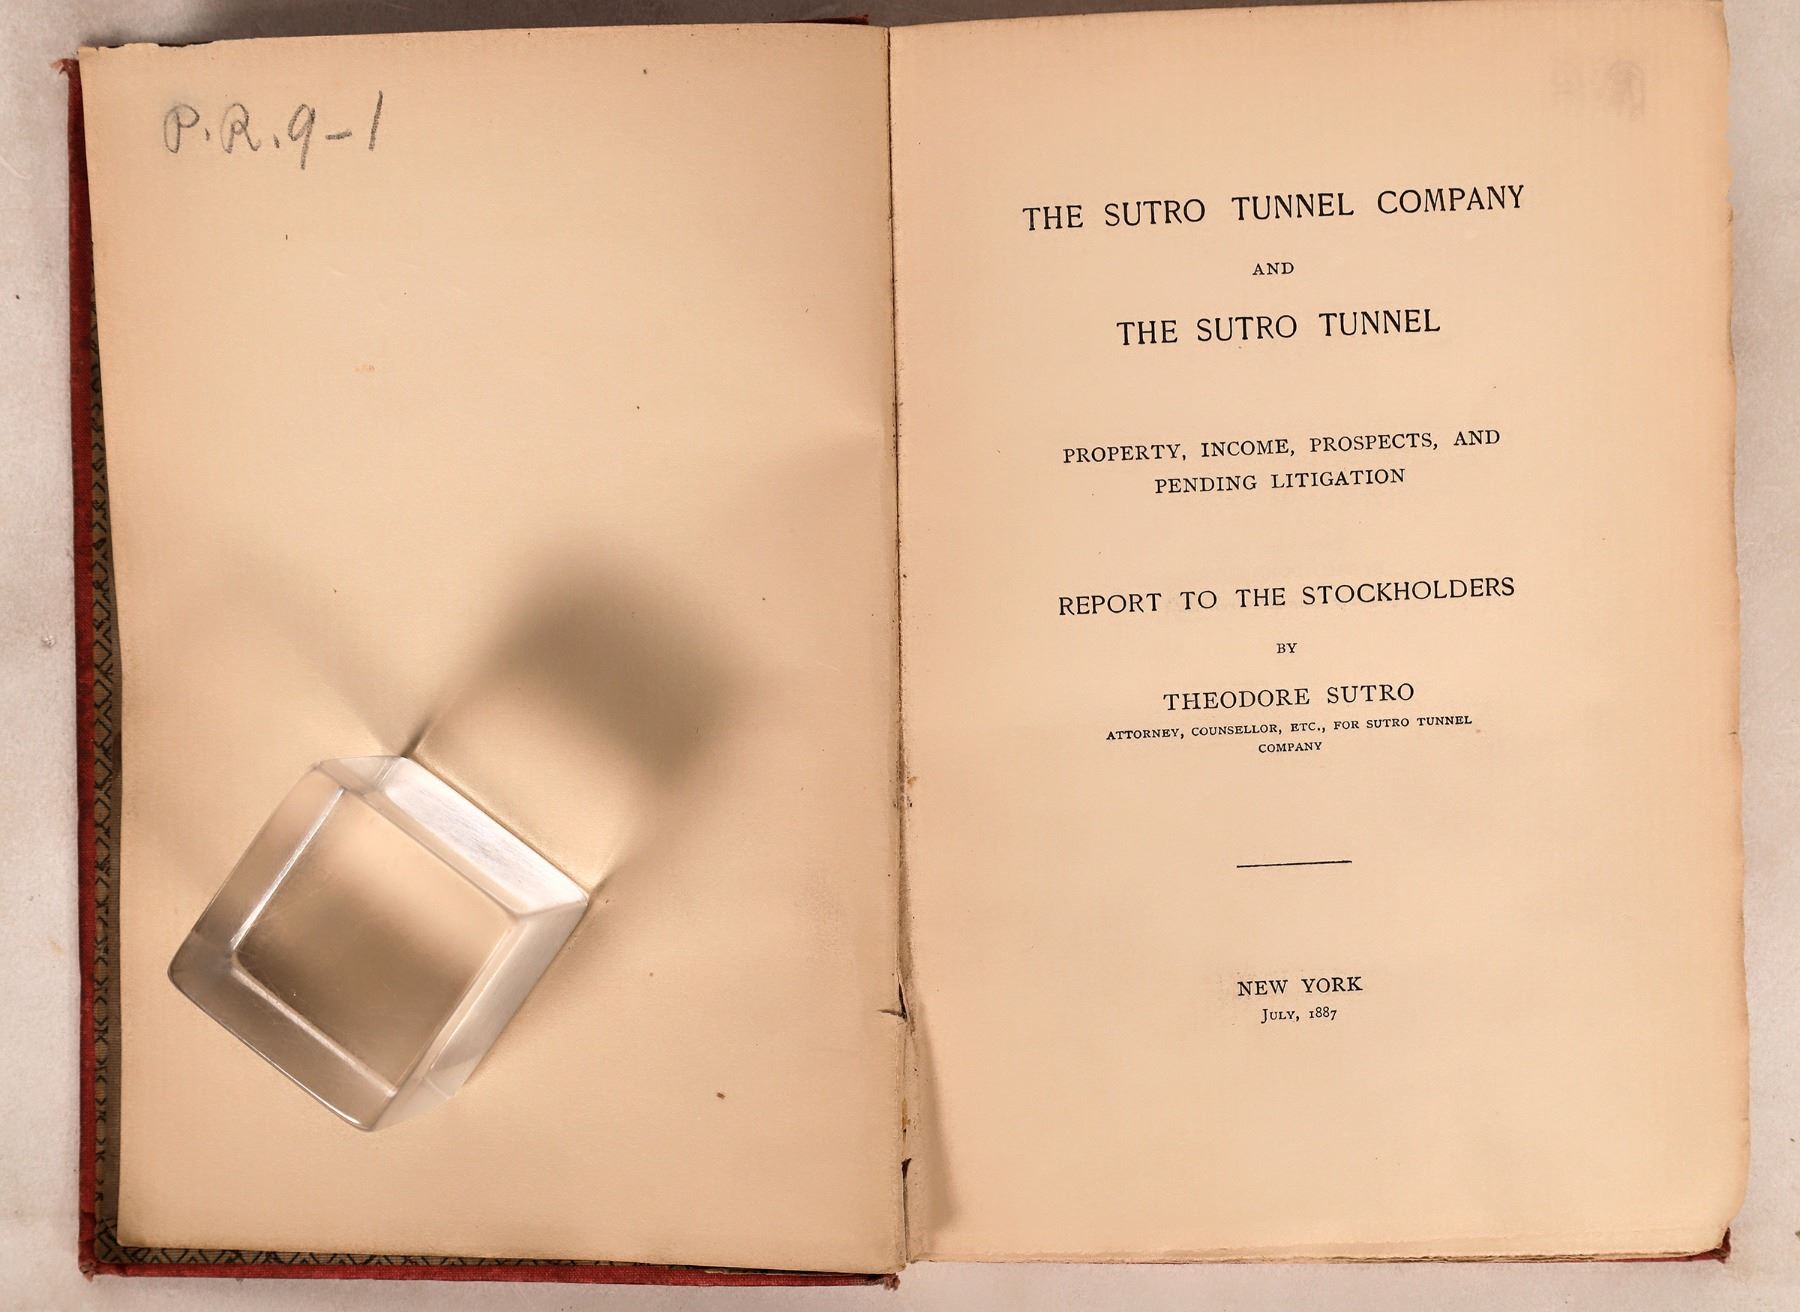 P.R.9-1
THE SUTRO TUNNEL COMPANY
AND
THE SUTRO TUNNEL
PROPERTY, INCOME, PROSPECTS, AND
PENDING LITIGATION
REPORT TO THE STOCKHOLDERS
BY
THEODORE SUTRO
ATTORNEY, COUNSELLOR, ETC., FOR SUTRO TUNNEL
COMPANY
NEW YORK
JULY, 1887